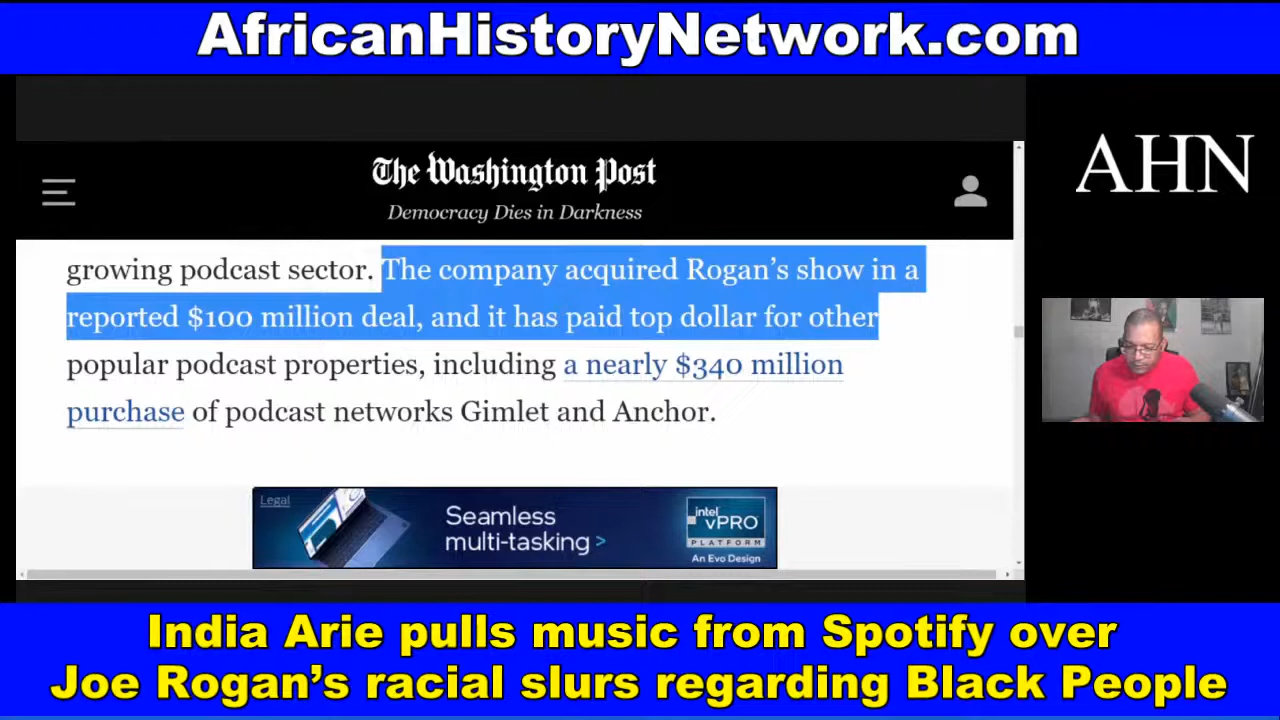 AfricanHistoryNetwork.com
AHN
The Washington Post
Democracy Dies in Darkness
growing podcast sector. The company acquired Rogan's show in a
reported $100 million deal, and it has paid top dollar for other
popular podcast properties, including a nearly $340 million
purchase of podcast networks Gimlet and Anchor.
Legal
Seamless
multi-tasking >
intel
vPRO
PLATFORM
An Evo Design
India Arie pulls music from Spotify over
Joe Rogan’s racial slurs regarding Black People